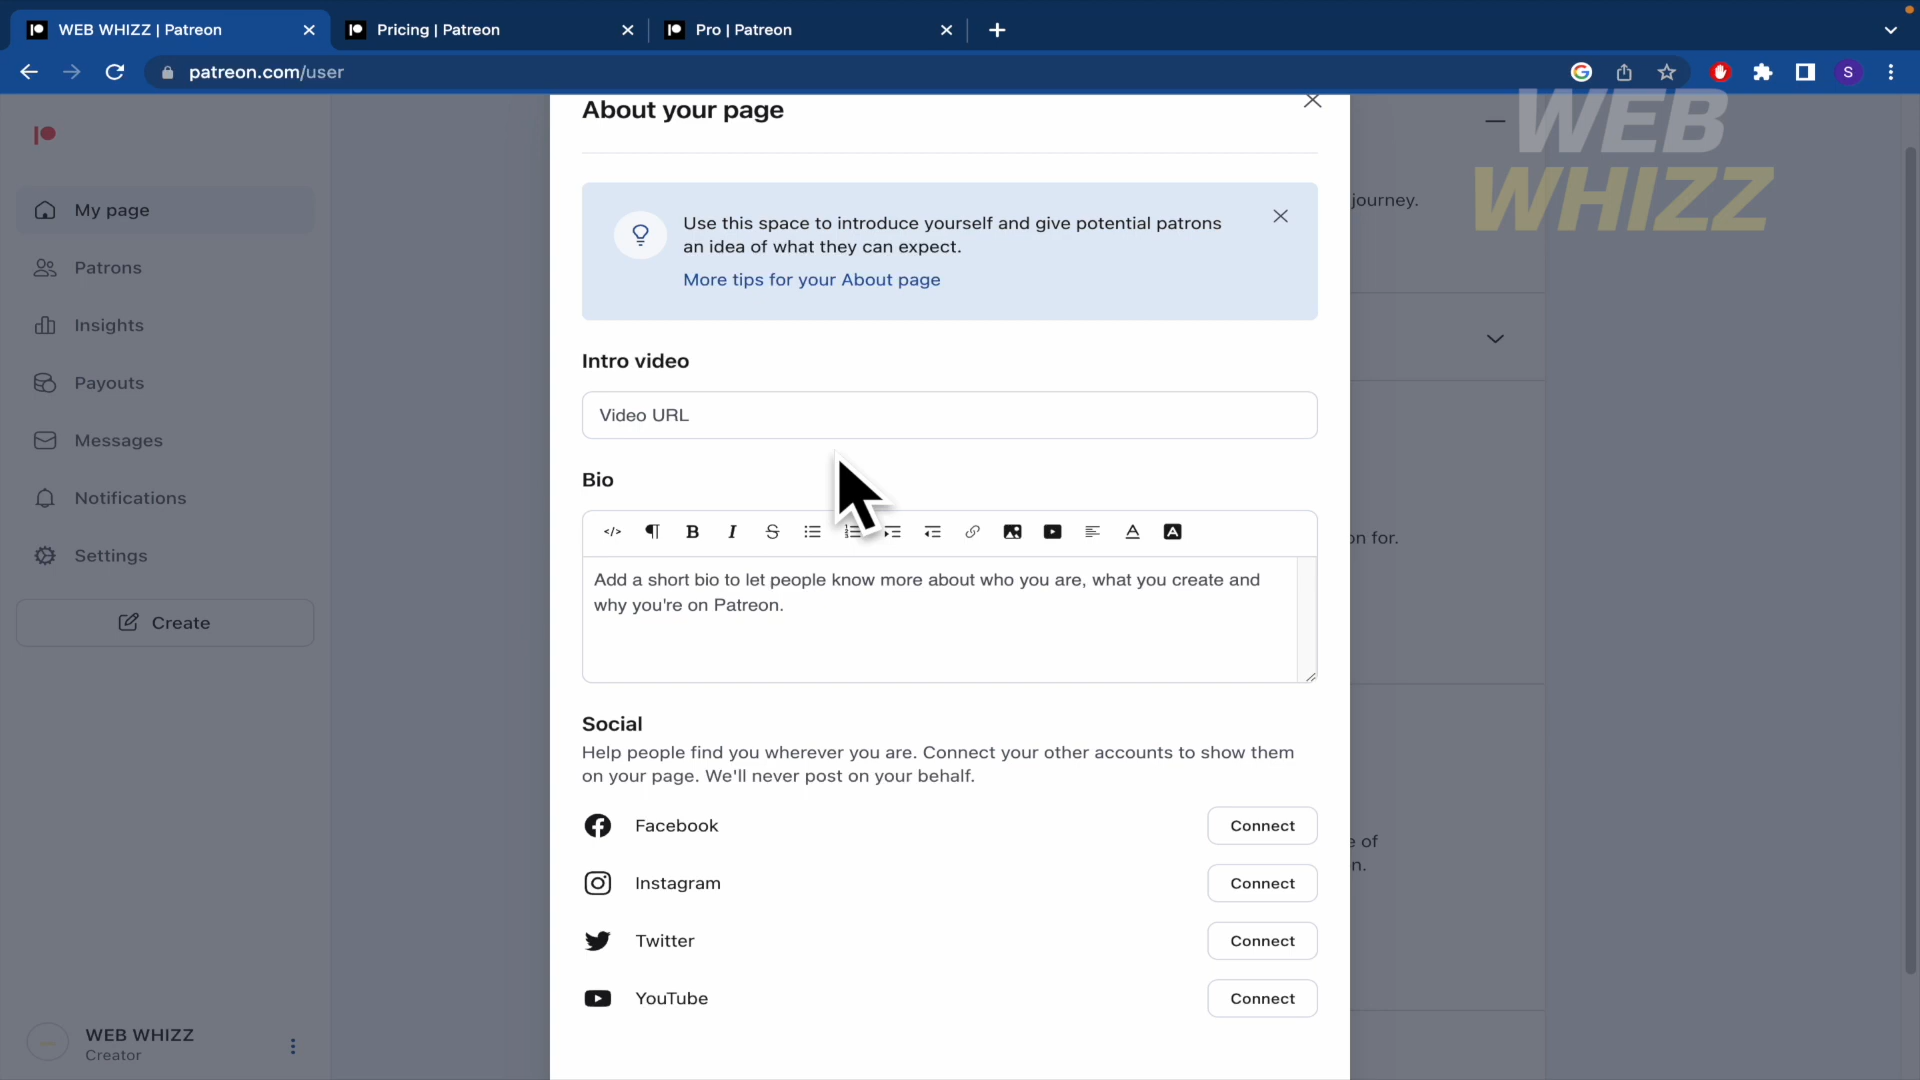 WEB WHIZZ | Patreon
Pricing | Patreon
Pro | Patreon
patreon.com/user
S
WEB
WHIZZ
My page
Patrons
Insights
Payouts
Messages
Notifications
Settings
Create
WEB WHIZZ
Creator
About your page
Use this space to introduce yourself and give potential patrons
an idea of what they can expect.
More tips for your About page
Intro video
Video URL
Bio
Add a short bio to let people know more about who you are, what you create and
why you're on Patreon.
Social
Help people find you wherever you are. Connect your other accounts to show them
on your page. We'll never post on your behalf.
Facebook
Connect
Instagram
Connect
Twitter
Connect
YouTube
Connect
journey.
on for.
e of
n.